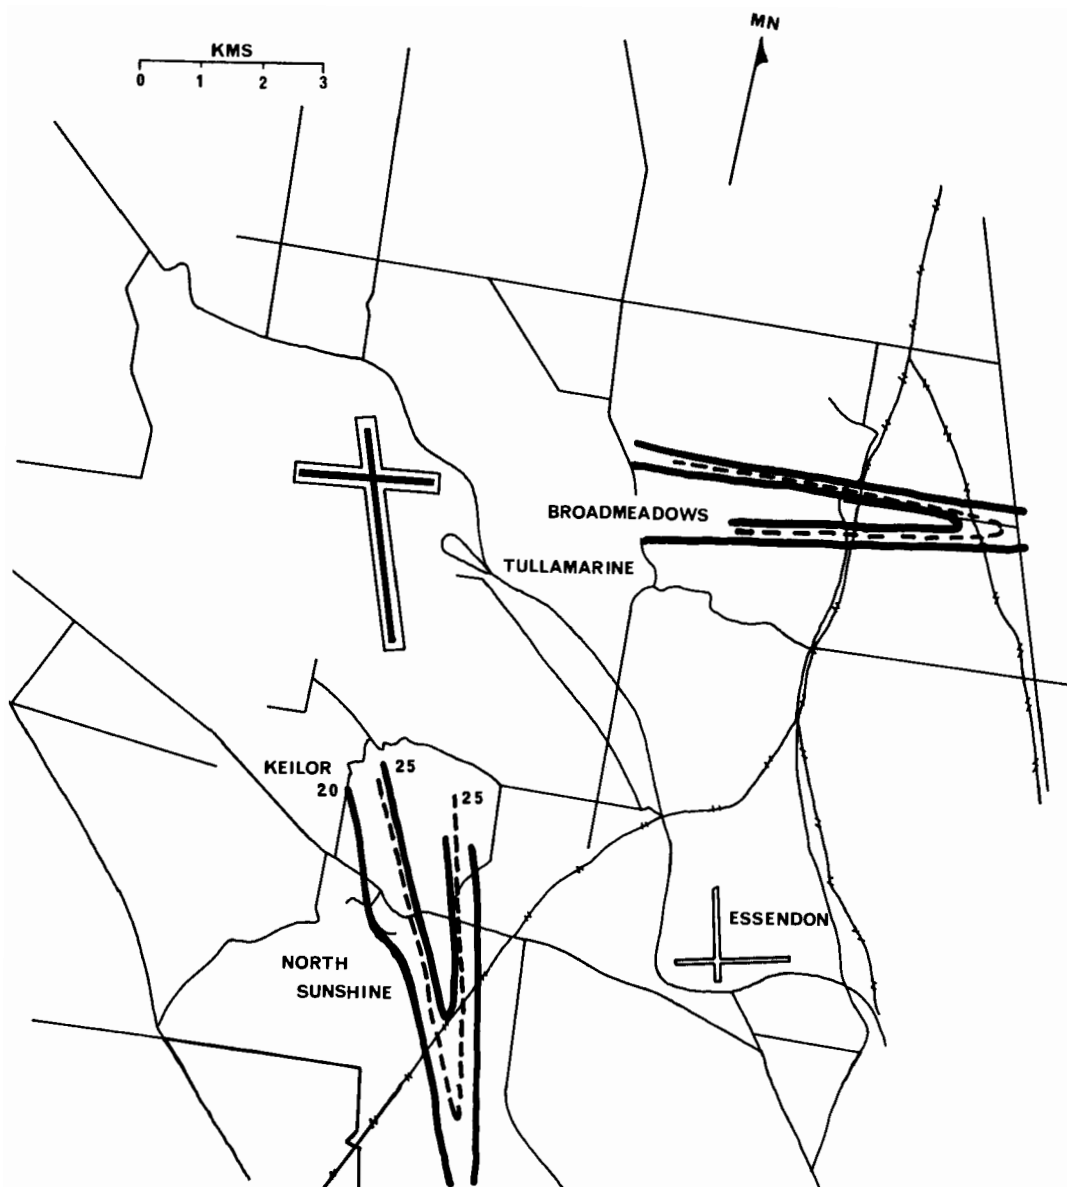 MN
KMS
0 1 2 3
BROADMEADOWS
TULLAMARINE
KEILOR
25
20
25
ESSENDON
NORTH
SUNSHINE